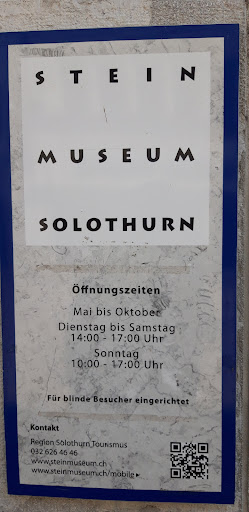 STEIN
MUSEUM
SOLOTHURN
Öffnungszeiten
Mai bis Oktober
Dienstag bis Samstag
14:00 - 17:00 Uhr
Sonntag
10:00 - 17:00 Uhr
Für blinde Besucher eingerichtet
Kontakt
Region Solothurn Tourismus
032 626 46 46
www.steinmuseum.ch
www.steinmuseum.ch/mobile ▸